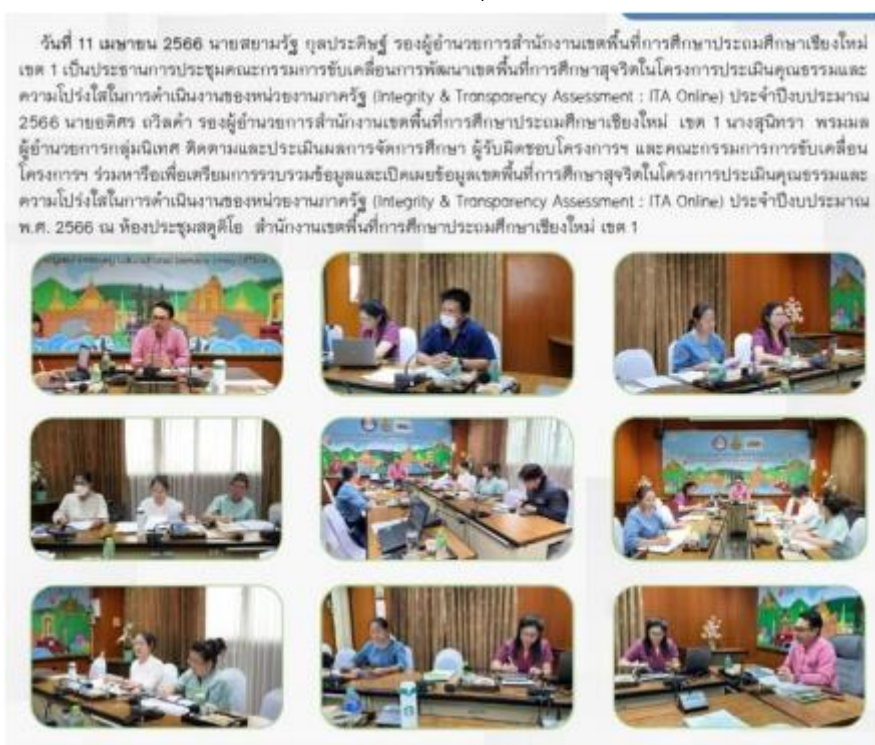 วันที่ 11 เมษายน 2566 นายสยามรัฐ กุลประดิษฐ์ รองผู้อำนวยการสำนักงานเขตพื้นที่การศึกษาประถมศึกษาเชียงใหม่
เขต 1 เป็นประธานการประชุมคณะกรรมการขับเคลื่อนการพัฒนาเขตพื้นที่การศึกษาสุจริตในโครงการประเมินคุณธรรมและ
ความโปร่งใสในการดำเนินงานของหน่วยงานภาครัฐ (Integrity & Transparency Assessment : ITA Online) ประจำปีงบประมาณ
2566 นายอดิศร ถวิลคำ รองผู้อำนวยการสำนักงานเขตพื้นที่การศึกษาประถมศึกษาเชียงใหม่ เขต 1 นางสุนิทรา พรมมล
ผู้อำนวยการกลุ่มนิเทศ ติดตามและประเมินผลการจัดการศึกษา ผู้รับผิดชอบโครงการฯ และคณะกรรมการการขับเคลื่อน
โครงการฯ ร่วมหารือเพื่อเตรียมการรวบรวมข้อมูลและเปิดเผยข้อมูลเขตพื้นที่การศึกษาสุจริตในโครงการประเมินคุณธรรมและ
ความโปร่งใสในการดำเนินงานของหน่วยงานภาครัฐ (Integrity & Transparency Assessment : ITA Online) ประจำปีงบประมาณ
พ.ศ. 2566 ณ ห้องประชุมสตูดิโอ สำนักงานเขตพื้นที่การศึกษาประถมศึกษาเชียงใหม่ เขต 1